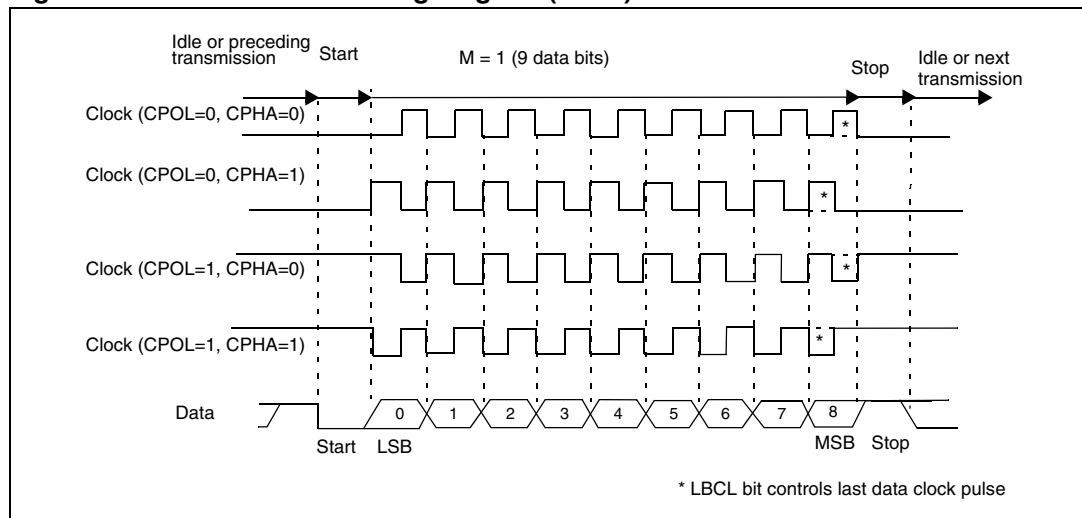 Idle or preceding
transmission
Start
M = 1 (9 data bits)
Stop
Idle or next
transmission
Clock (CPOL=0, CPHA=0)
*
Clock (CPOL=0, CPHA=1)
*
Clock (CPOL=1, CPHA=0)
*
Clock (CPOL=1, CPHA=1)
*
Data
0 1 2 3 4 5 6 7 8
Start LSB MSB Stop
* LBCL bit controls last data clock pulse